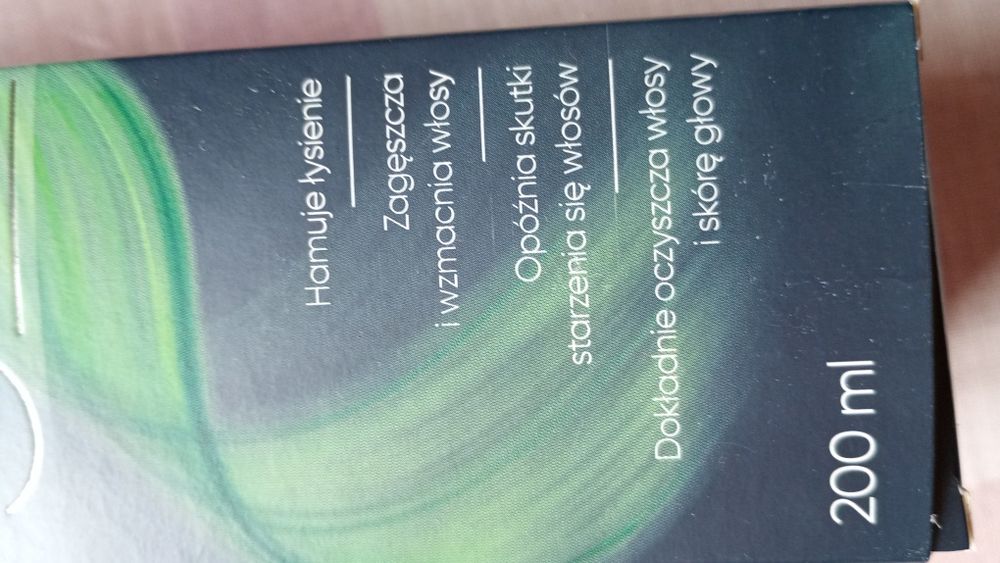 Hamuje łysienie
Zagęszcza
i wzmacnia włosy
Opóźnia skutki
starzenia się włosów
Dokładnie oczyszcza włosy
i skórę głowy
200 ml